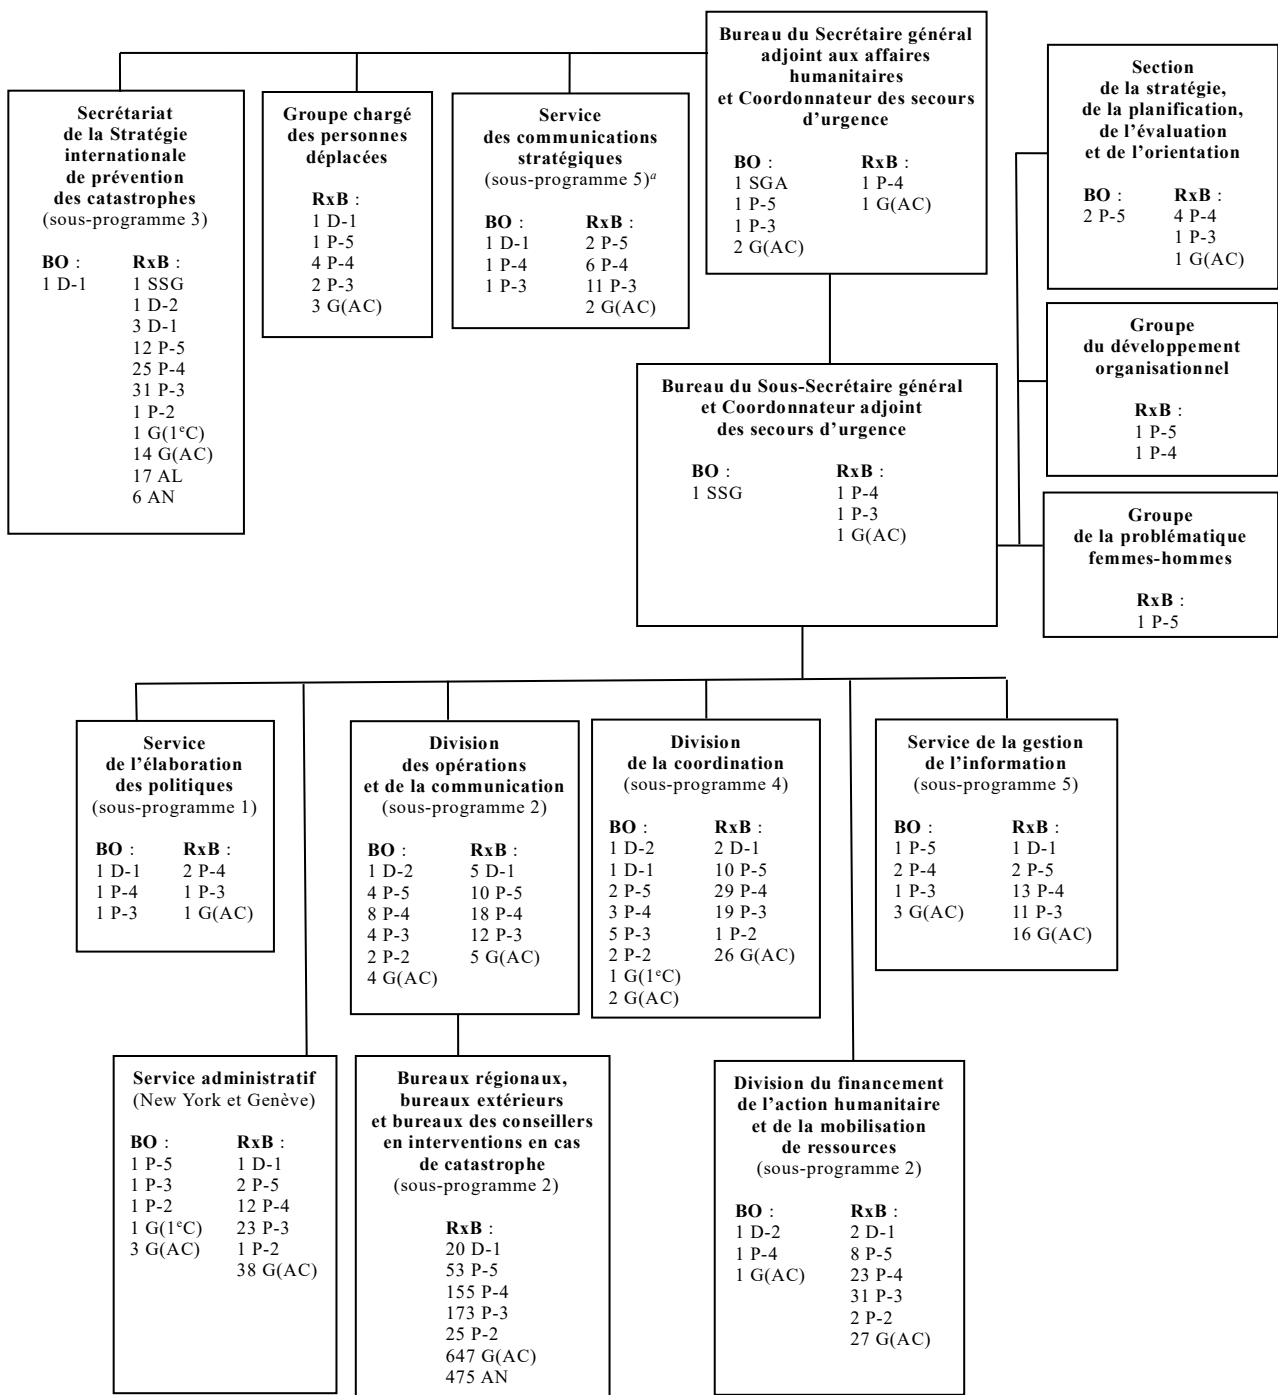 Bureau du Secrétaire général
adjoint aux affaires
humanitaires
et Coordonnateur des secours
d’urgence
BO :
1 SGA
1 P-5
1 P-3
2 G(AC)
RxB :
1 P-4
1 G(AC)
Secrétariat
de la Stratégie
internationale
de prévention
des catastrophes
(sous-programme 3)
BO :
1 D-1
RxB :
1 SSG
1 D-2
3 D-1
12 P-5
25 P-4
31 P-3
1 P-2
1 G(1eC)
14 G(AC)
17 AL
6 AN
Groupe chargé
des personnes
déplacées
RxB :
1 D-1
1 P-5
4 P-4
2 P-3
3 G(AC)
Service
des communications
stratégiques
(sous-programme 5)a
BO :
1 D-1
1 P-4
1 P-3
RxB :
2 P-5
6 P-4
11 P-3
2 G(AC)
Section
de la stratégie,
de la planification,
de l’évaluation
et de l’orientation
BO :
2 P-5
RxB :
4 P-4
1 P-3
1 G(AC)
Groupe
du développement
organisationnel
RxB :
1 P-5
1 P-4
Groupe
de la problématique
femmes-hommes
RxB :
1 P-5
Bureau du Sous-Secrétaire général
et Coordonnateur adjoint
des secours d’urgence
BO :
1 SSG
RxB :
1 P-4
1 P-3
1 G(AC)
Service
de l’élaboration
des politiques
(sous-programme 1)
BO :
1 D-1
1 P-4
1 P-3
RxB :
2 P-4
1 P-3
1 G(AC)
Division
des opérations
et de la communication
(sous-programme 2)
BO :
1 D-2
4 P-5
8 P-4
4 P-3
2 P-2
4 G(AC)
RxB :
5 D-1
10 P-5
18 P-4
12 P-3
5 G(AC)
Division
de la coordination
(sous-programme 4)
BO :
1 D-2
1 D-1
2 P-5
3 P-4
5 P-3
2 P-2
1 G(1eC)
2 G(AC)
RxB :
2 D-1
10 P-5
29 P-4
19 P-3
1 P-2
26 G(AC)
Service de la gestion
de l’information
(sous-programme 5)
BO :
1 P-5
2 P-4
1 P-3
3 G(AC)
RxB :
1 D-1
2 P-5
13 P-4
11 P-3
16 G(AC)
Service administratif
(New York et Genève)
BO :
1 P-5
1 P-3
1 P-2
1 G(1eC)
3 G(AC)
RxB :
1 D-1
2 P-5
12 P-4
23 P-3
1 P-2
38 G(AC)
Bureaux régionaux,
bureaux extérieurs
et bureaux des conseillers
en interventions en cas
de catastrophe
(sous-programme 2)
RxB :
20 D-1
53 P-5
155 P-4
173 P-3
25 P-2
647 G(AC)
475 AN
Division du financement
de l’action humanitaire
et de la mobilisation
de ressources
(sous-programme 2)
BO :
1 D-2
1 P-4
1 G(AC)
RxB :
2 D-1
8 P-5
23 P-4
31 P-3
2 P-2
27 G(AC)